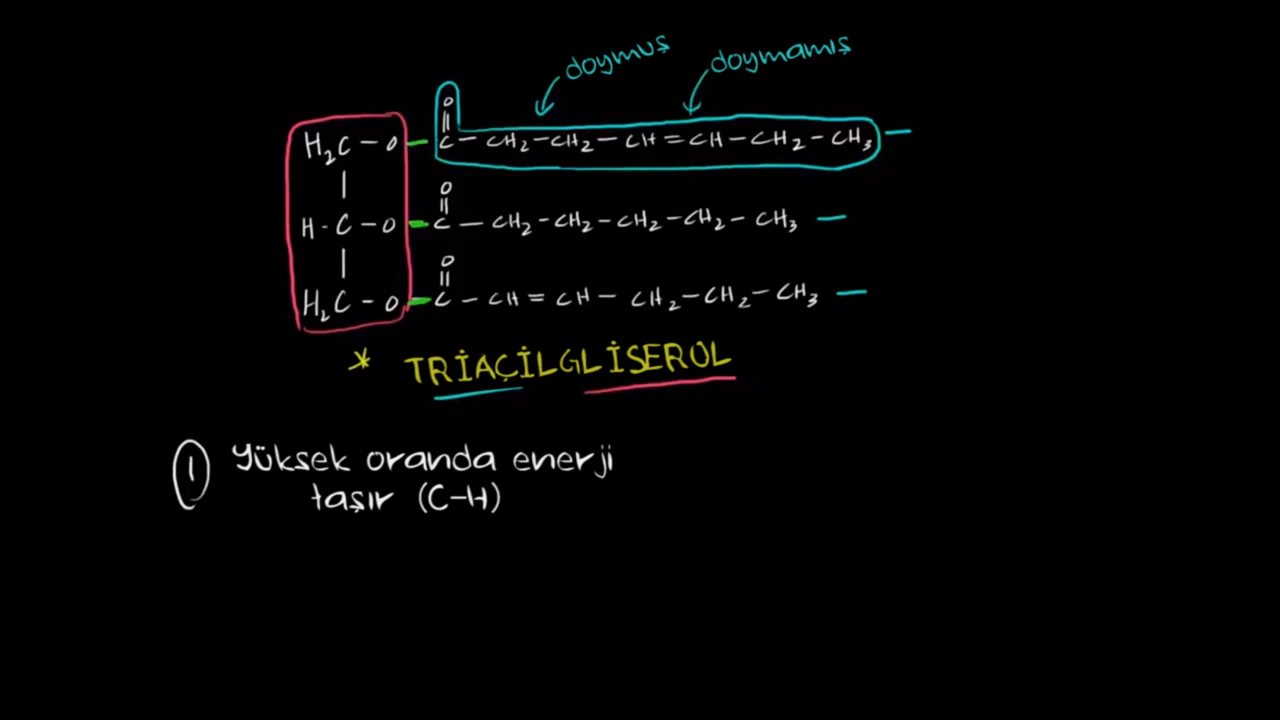 doymuş doymamış
O
H₂C – O – C – CH₂ – CH₂ – CH = CH – CH₂ – CH₃ –
O
H - C – O – C – CH₂ – CH₂ – CH₂ – CH₂ – CH₃ –
O
H₂C – O – C – CH = CH – CH₂ – CH₂ – CH₃ –
* TRİAÇİLGLİSEROL
1 Yüksek oranda enerji
taşır (C–H)